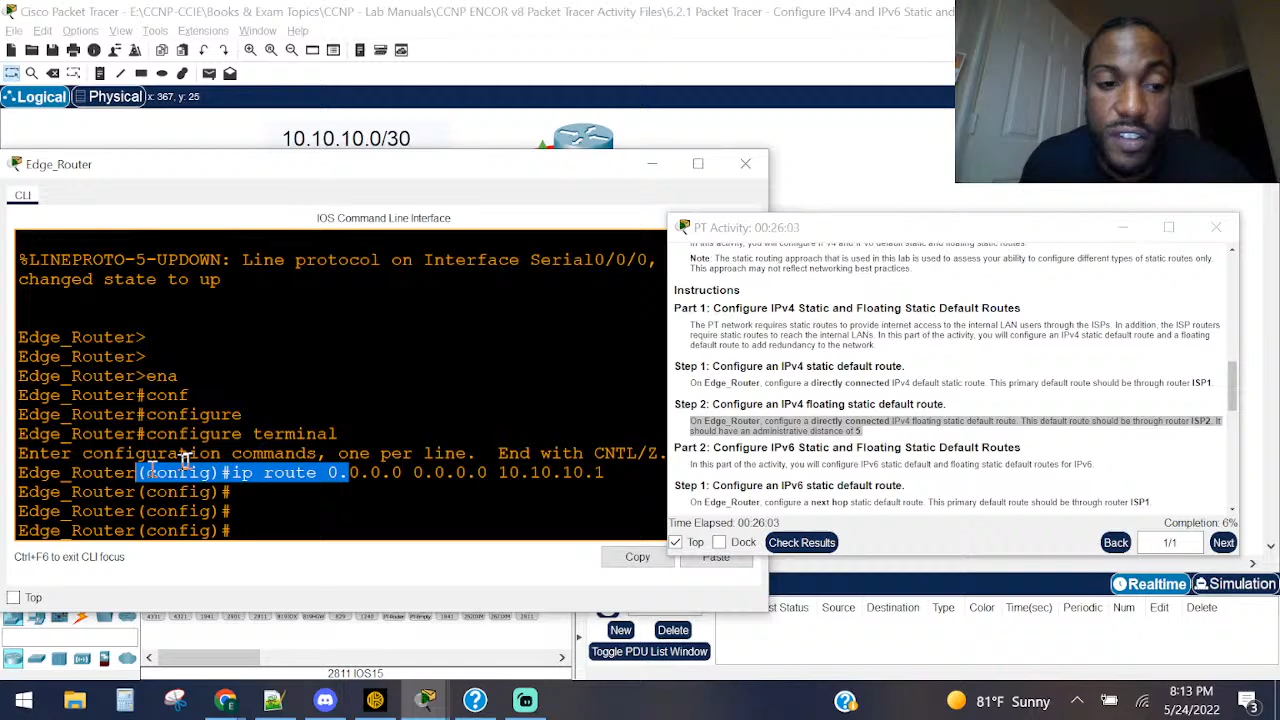 Cisco Packet Tracer - E:\CCNP-CCIE\Books & Exam Topics\CCNP - Lab Manuals\CCNP ENCOR v8 Packet Tracer Activity Files\6.2.1 Packet Tracer - Configure IPv4 and IPv6 Static and
File Edit Options View Tools Extensions Window Help
Logical Physical x: 367, y: 25
10.10.10.0/30
Edge_Router
CLI
IOS Command Line Interface
%LINEPROTO-5-UPDOWN: Line protocol on Interface Serial0/0/0,
changed state to up
Edge_Router>
Edge_Router>
Edge_Router>ena
Edge_Router#conf
Edge_Router#configure
Edge_Router#configure terminal
Enter configuration commands, one per line.  End with CNTL/Z.
Edge_Router(config)#ip route 0.0.0.0 0.0.0.0 10.10.10.1
Edge_Router(config)#
Edge_Router(config)#
Edge_Router(config)#
Ctrl+F6 to exit CLI focus
Copy
Paste
Top
PT Activity: 00:26:03
Note: The static routing approach that is used in this lab is used to assess your ability to configure different types of static routes only.
This approach may not reflect networking best practices.
Instructions
Part 1: Configure IPv4 Static and Floating Static Default Routes
The PT network requires static routes to provide internet access to the internal LAN users through the ISPs. In addition, the ISP routers
require static routes to reach the internal LANs. In this part of the activity, you will configure an IPv4 static default route and a floating
default route to add redundancy to the network.
Step 1: Configure an IPv4 default static route.
On Edge_Router, configure a directly connected IPv4 default static route. This primary default route should be through router ISP1.
Step 2: Configure an IPv4 floating static default route.
On Edge_Router, configure a directly connected IPv4 floating static default route. This default route should be through router ISP2. It
should have an administrative distance of 5.
Part 2: Configure IPv6 Static and Floating Static Default Routes
In this part of the activity, you will configure IPv6 static default and floating static default routes for IPv6.
Step 1: Configure an IPv6 default static route.
On Edge_Router, configure a next hop static default route. This primary default route should be through router ISP1.
Time Elapsed: 00:26:03 Completion: 6%
Top Dock Check Results Back 1/1 Next
Realtime Simulation
Status Source Destination Type Color Time(sec) Periodic Num Edit Delete
New Delete
Toggle PDU List Window
2811 IOS15
81°F Sunny
8:13 PM
5/24/2022
3